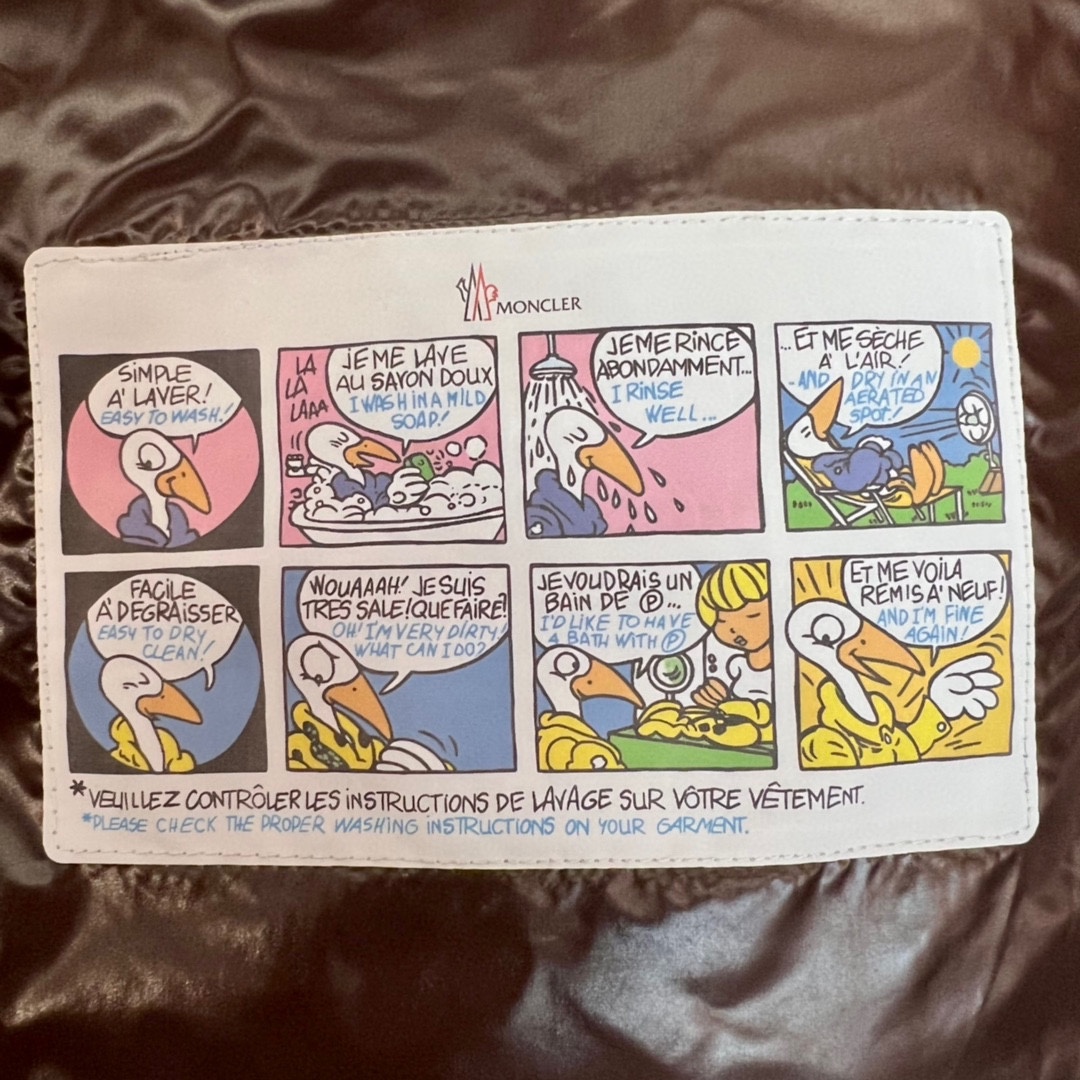 MONCLER
SIMPLE
A' LAVER!
EASY TO WASH!
LA
LA
LAAA
JE ME LAVE
AU SAVON DOUX
I WASH IN A MILD
SOAP!
JE ME RINCE
ABONDAMMENT...
I RINSE
WELL...
...ET ME SÈCHE
A' L'AIR!
- AND DRY IN AN
AERATED
SPOT!
FACILE
A' DEGRAISSER
EASY TO DRY
CLEAN!
WOUAAAH! JE SUIS
TRES SALE! QUE FAIRE?
OH! I'M VERY DIRTY!
WHAT CAN I DO?
JE VOUDRAIS UN
BAIN DE Ⓟ...
I'D LIKE TO HAVE
A BATH WITH Ⓟ
ET ME VOILA
REMIS A' NEUF!
AND I'M FINE
AGAIN!
*VEUILLEZ CONTRÔLER LES INSTRUCTIONS DE LAVAGE SUR VÔTRE VÊTEMENT.
*PLEASE CHECK THE PROPER WASHING INSTRUCTIONS ON YOUR GARMENT.